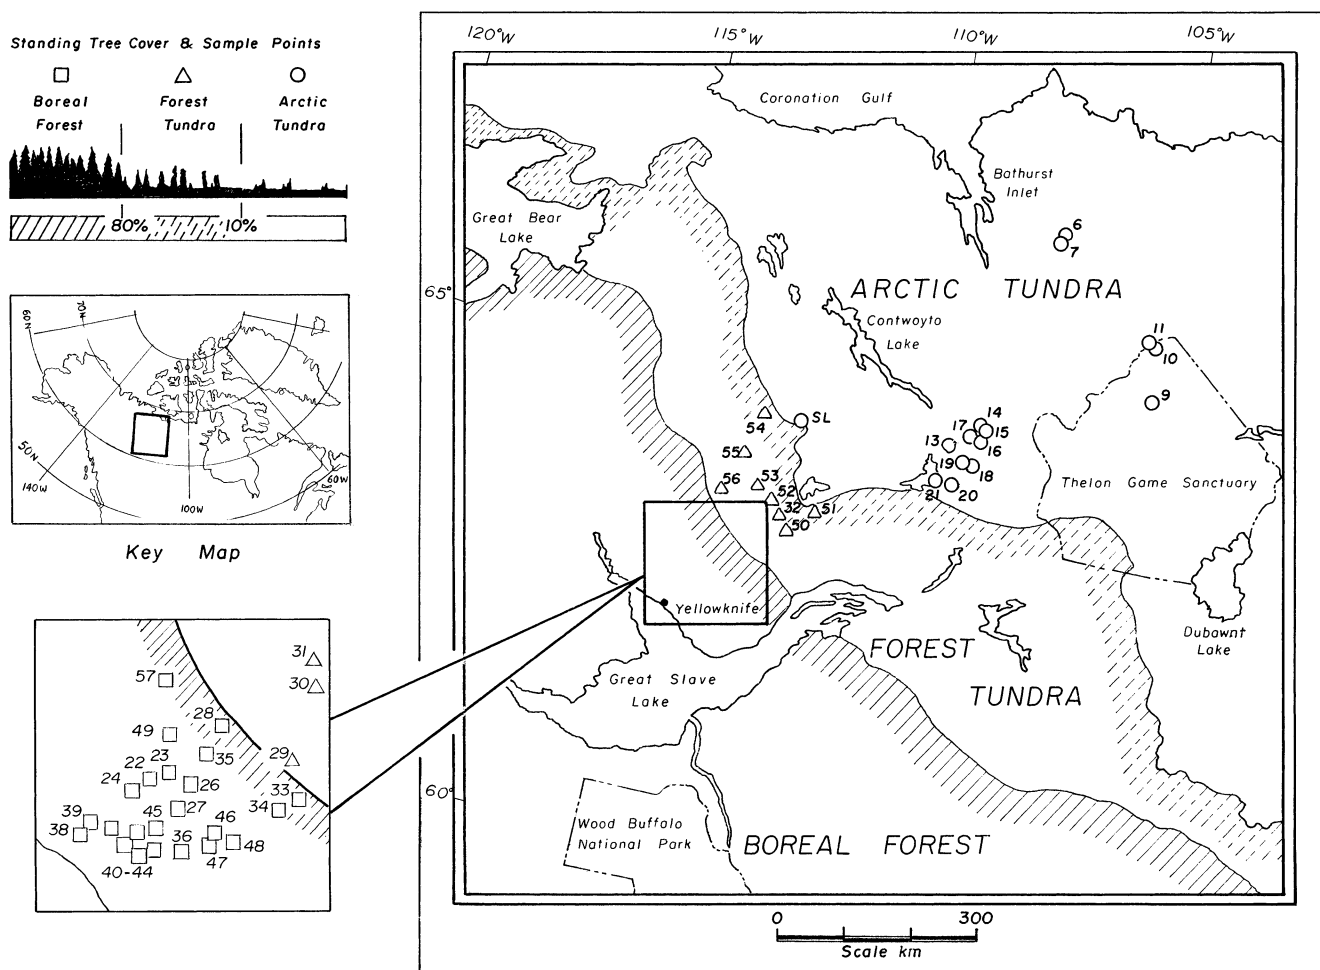 Standing Tree Cover & Sample Points
Boreal Forest
Forest Tundra
Arctic Tundra
80% 10%
60N
70N
50N
140W
100W
60W
Key Map
31
30
57
28
49
29
35
23
22
24
26
33
27
34
39
45
46
38
36
48
47
40-44
120°W
115°W
110°W
105°W
65°
60°
Coronation Gulf
Bathurst
Inlet
Great Bear
Lake
6
7
ARCTIC TUNDRA
Contwoyto
Lake
11
10
9
SL
54
14
17
15
13
16
55
19
18
56
53
52
21
20
Thelon Game Sanctuary
32
51
50
Yellowknife
Dubawnt
Lake
FOREST
TUNDRA
Great Slave
Lake
Wood Buffalo
National Park
BOREAL FOREST
0 300
Scale km